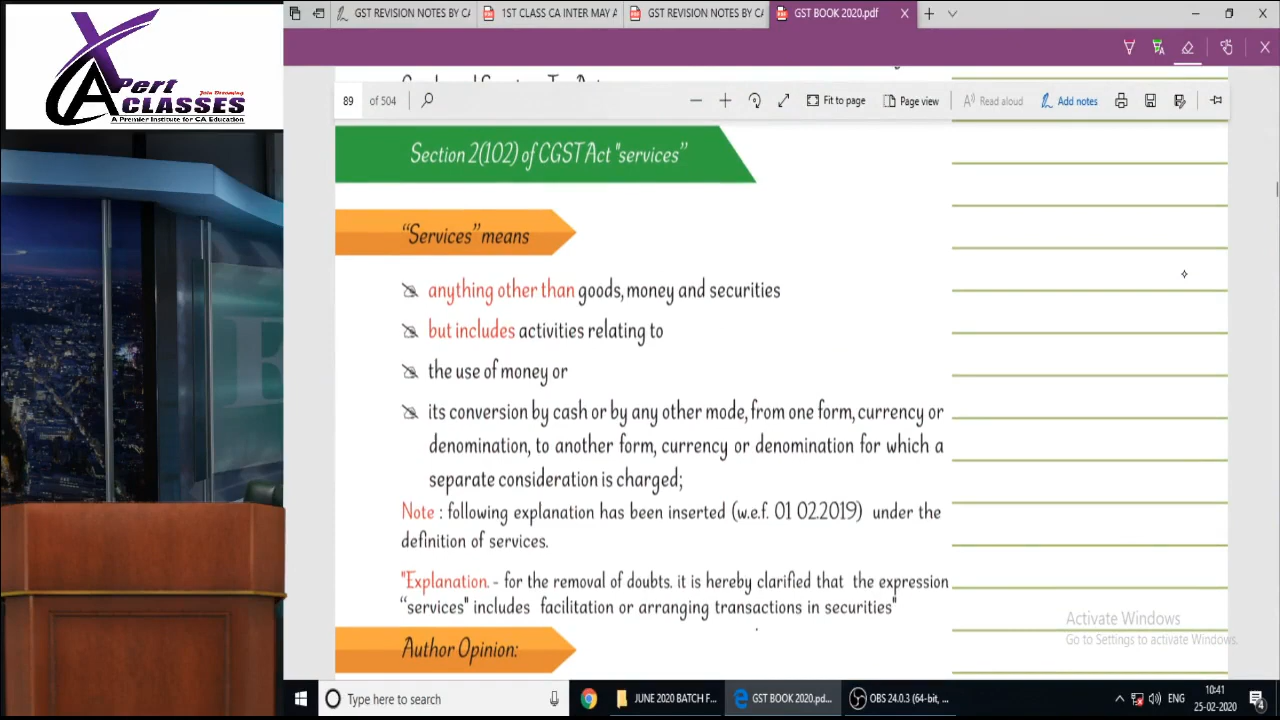 GST REVISION NOTES BY CA
1ST CLASS CA INTER MAY A
GST REVISION NOTES BY C
GST BOOK 2020.pdf
89 of 504
Fit to page
Page view
Read aloud
Add notes
XPert
Join Dreaming
CA CLASSES
A Premier Institute for CA Education
Section 2(102) of CGST Act "services”
“Services” means
anything other than goods, money and securities
but includes activities relating to
the use of money or
its conversion by cash or by any other mode, from one form, currency or
denomination, to another form, currency or denomination for which a
separate consideration is charged;
Note : following explanation has been inserted (w.e.f. 01 02.2019) under the
definition of services.
"Explanation. - for the removal of doubts. it is hereby clarified that the expression
“services" includes facilitation or arranging transactions in securities"
Author Opinion:
Activate Windows
Go to Settings to activate Windows.
Type here to search
JUNE 2020 BATCH F...
GST BOOK 2020.pd...
OBS 24.0.3 (64-bit, ...
ENG
10:41
25-02-2020
4